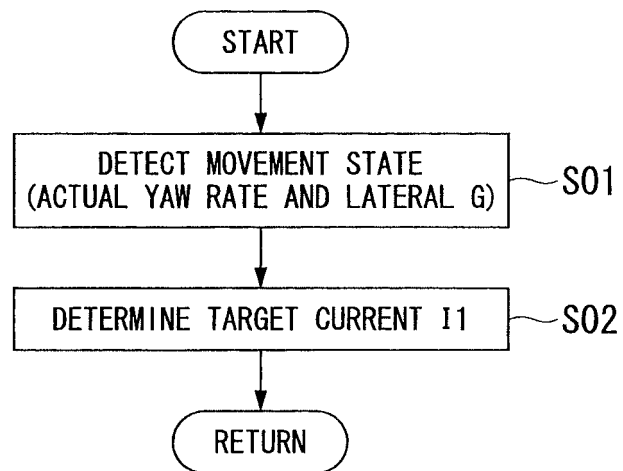 START
DETECT MOVEMENT STATE
(ACTUAL YAW RATE AND LATERAL G)
S01
DETERMINE TARGET CURRENT I1
S02
RETURN